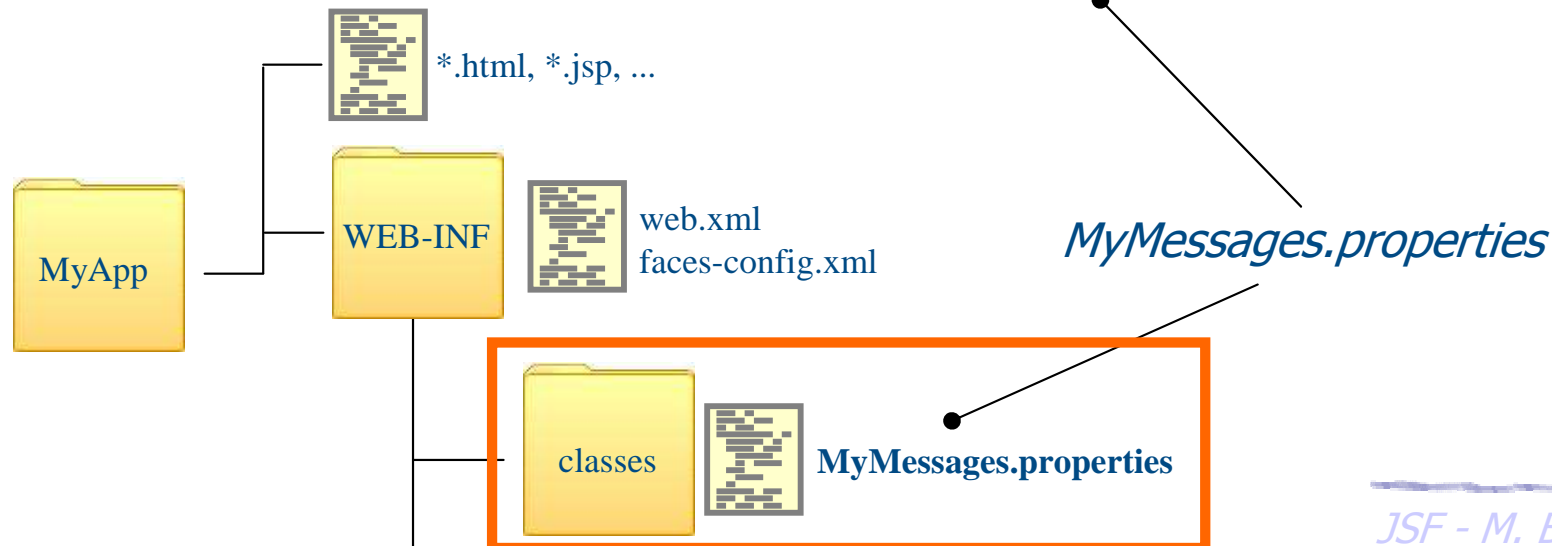 *.html, *.jsp, ...
MyApp
WEB-INF
web.xml
faces-config.xml
MyMessages.properties
classes
MyMessages.properties
JSF - M.